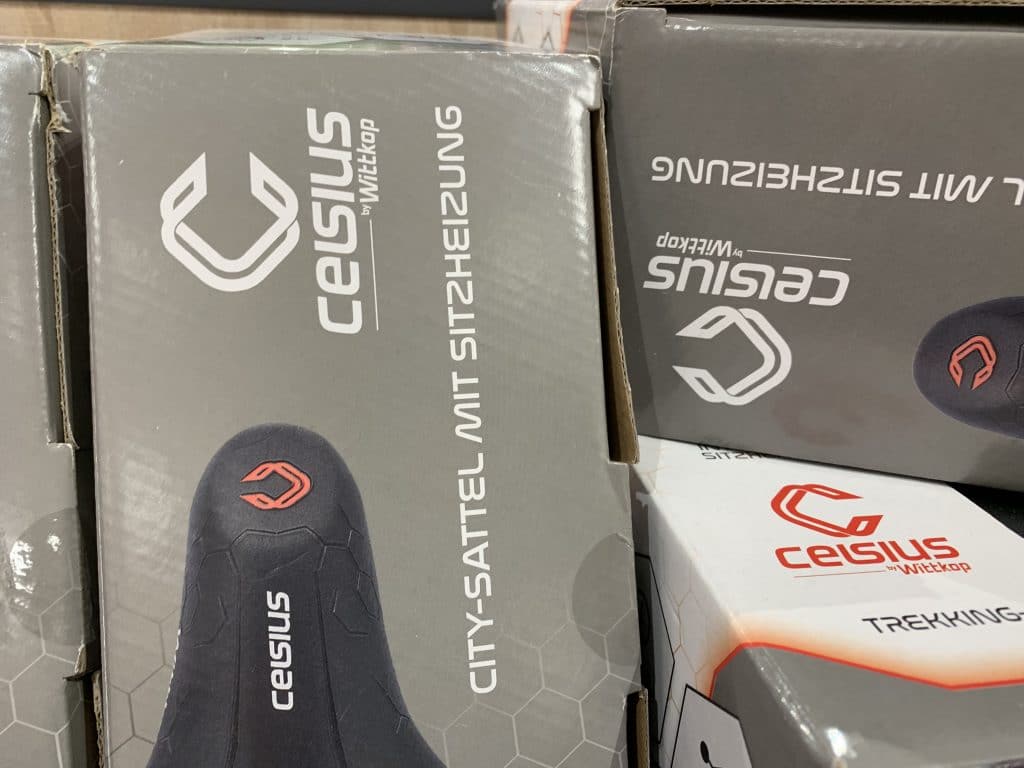 celsius
by Wittkop
CITY-SATTEL MIT SITZHEIZUNG
celsius
L MIT SITZHEIZUNG
celsius
by Wittkop
celsius
by Wittkop
TREKKING-